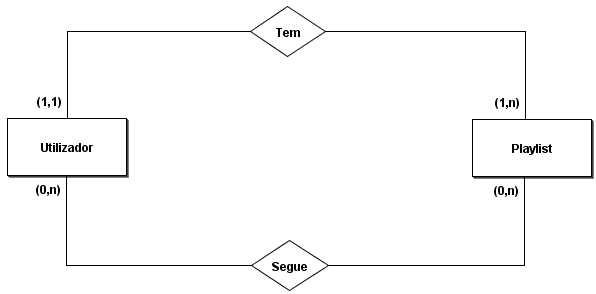 Tem
(1,1)
(1,n)
Utilizador
Playlist
(0,n)
(0,n)
Segue